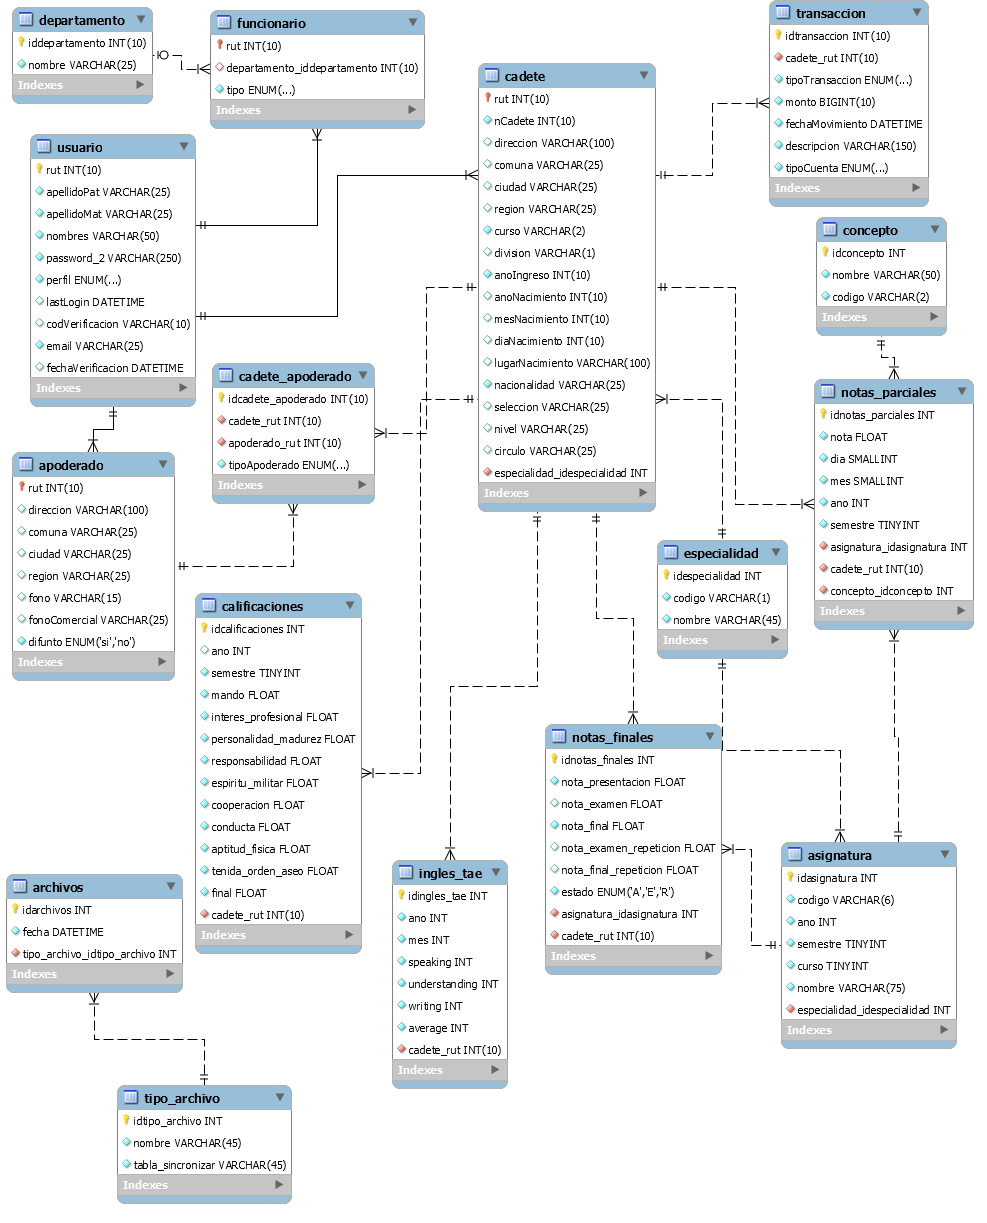 departamento
iddepartamento INT(10)
nombre VARCHAR(25)
Indexes
funcionario
rut INT(10)
departamento_iddepartamento INT(10)
tipo ENUM(...)
Indexes
transaccion
idtransaccion INT(10)
cadete_rut INT(10)
tipoTransaccion ENUM(...)
monto BIGINT(10)
fechaMovimiento DATETIME
descripcion VARCHAR(150)
tipoCuenta ENUM(...)
Indexes
cadete
rut INT(10)
nCadete INT(10)
direccion VARCHAR(100)
comuna VARCHAR(25)
ciudad VARCHAR(25)
region VARCHAR(25)
curso VARCHAR(2)
division VARCHAR(1)
anoIngreso INT(10)
anoNacimiento INT(10)
mesNacimiento INT(10)
diaNacimiento INT(10)
lugarNacimiento VARCHAR(100)
nacionalidad VARCHAR(25)
seleccion VARCHAR(25)
nivel VARCHAR(25)
circulo VARCHAR(25)
especialidad_idespecialidad INT
Indexes
usuario
rut INT(10)
apellidoPat VARCHAR(25)
apellidoMat VARCHAR(25)
nombres VARCHAR(50)
password_2 VARCHAR(250)
perfil ENUM(...)
lastLogin DATETIME
codVerificacion VARCHAR(10)
email VARCHAR(25)
fechaVerificacion DATETIME
Indexes
concepto
idconcepto INT
nombre VARCHAR(50)
codigo VARCHAR(2)
Indexes
cadete_apoderado
idcadete_apoderado INT(10)
cadete_rut INT(10)
apoderado_rut INT(10)
tipoApoderado ENUM(...)
Indexes
notas_parciales
idnotas_parciales INT
nota FLOAT
dia SMALLINT
mes SMALLINT
ano INT
semestre TINYINT
asignatura_idasignatura INT
cadete_rut INT(10)
concepto_idconcepto INT
Indexes
apoderado
rut INT(10)
direccion VARCHAR(100)
comuna VARCHAR(25)
ciudad VARCHAR(25)
region VARCHAR(25)
fono VARCHAR(15)
fonoComercial VARCHAR(25)
difunto ENUM('si','no')
Indexes
especialidad
idespecialidad INT
codigo VARCHAR(1)
nombre VARCHAR(45)
Indexes
calificaciones
idcalificaciones INT
ano INT
semestre TINYINT
mando FLOAT
interes_profesional FLOAT
personalidad_madurez FLOAT
responsabilidad FLOAT
espiritu_militar FLOAT
cooperacion FLOAT
conducta FLOAT
aptitud_fisica FLOAT
tenida_orden_aseo FLOAT
final FLOAT
cadete_rut INT(10)
Indexes
notas_finales
idnotas_finales INT
nota_presentacion FLOAT
nota_examen FLOAT
nota_final FLOAT
nota_examen_repeticion FLOAT
nota_final_repeticion FLOAT
estado ENUM('A','E','R')
asignatura_idasignatura INT
cadete_rut INT(10)
Indexes
asignatura
idasignatura INT
codigo VARCHAR(6)
ano INT
semestre TINYINT
curso TINYINT
nombre VARCHAR(75)
especialidad_idespecialidad INT
Indexes
ingles_tae
idingles_tae INT
ano INT
mes INT
speaking INT
understanding INT
writing INT
average INT
cadete_rut INT(10)
Indexes
archivos
idarchivos INT
fecha DATETIME
tipo_archivo_idtipo_archivo INT
Indexes
tipo_archivo
idtipo_archivo INT
nombre VARCHAR(45)
tabla_sincronizar VARCHAR(45)
Indexes